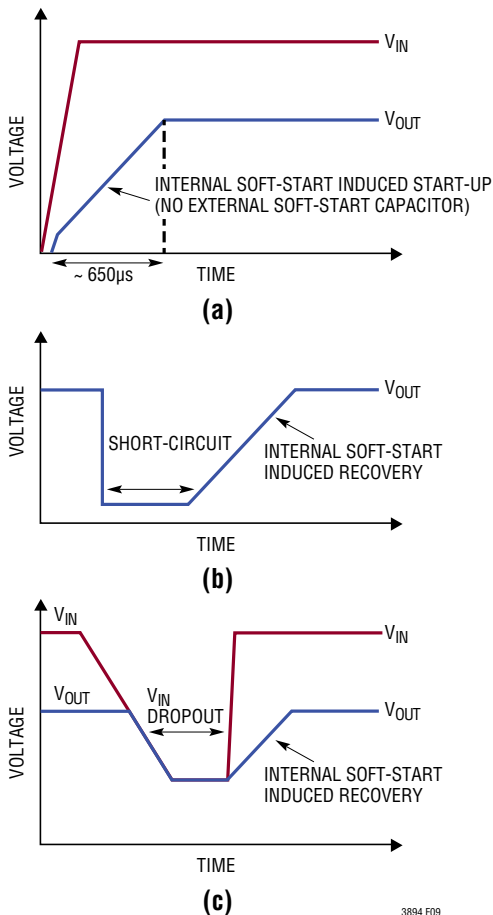 VIN
VOUT
VOLTAGE
INTERNAL SOFT-START INDUCED START-UP
(NO EXTERNAL SOFT-START CAPACITOR)
~ 650µs
TIME
(a)
VOUT
VOLTAGE
SHORT-CIRCUIT
INTERNAL SOFT-START
INDUCED RECOVERY
TIME
(b)
VIN
VIN
VOUT
VIN
DROPOUT
VOUT
VOLTAGE
INTERNAL SOFT-START
INDUCED RECOVERY
TIME
(c)
3894 F09